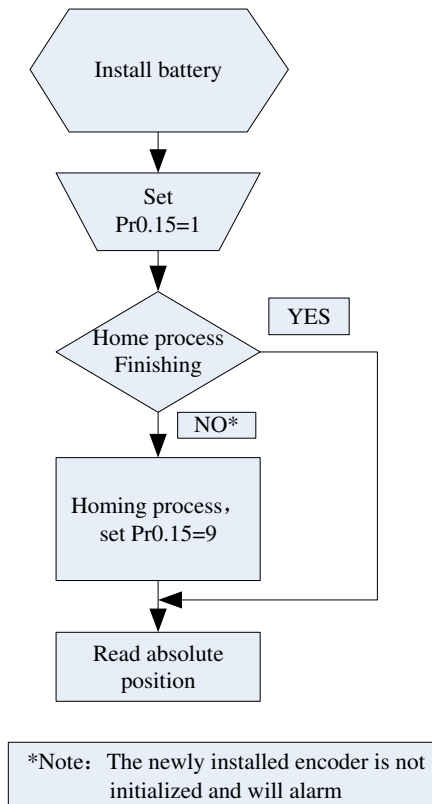 Install battery
Set
Pr0.15=1
Home process
Finishing
YES
NO*
Homing process，
set Pr0.15=9
Read absolute
position
*Note：The newly installed encoder is not
initialized and will alarm